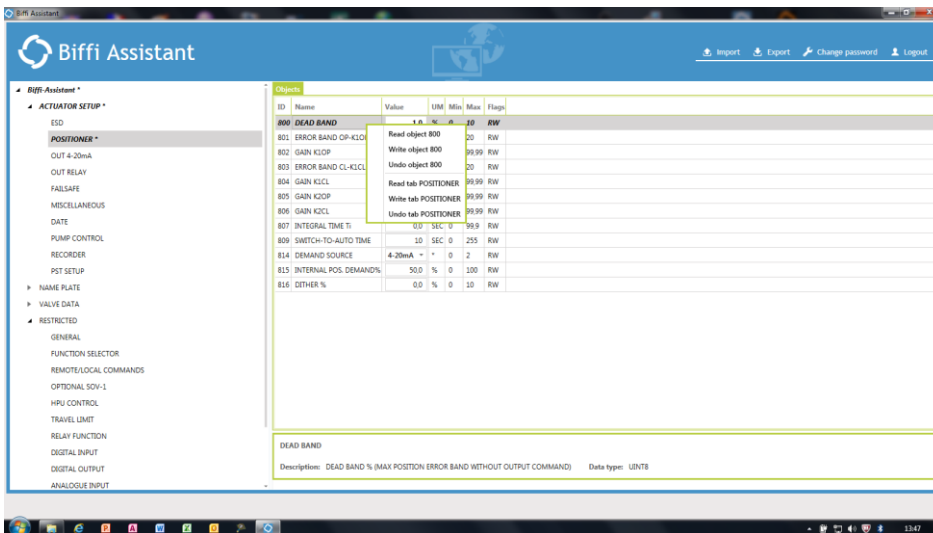 Biffi Assistant
Biffi Assistant
Import Export Change password Logout
Biffi-Assistant *
ACTUATOR SETUP *
ESD
POSITIONER *
OUT 4-20mA
OUT RELAY
FAILSAFE
MISCELLANEOUS
DATE
PUMP CONTROL
RECORDER
PST SETUP
NAME PLATE
VALVE DATA
RESTRICTED
GENERAL
FUNCTION SELECTOR
REMOTE/LOCAL COMMANDS
OPTIONAL SOV-1
HPU CONTROL
TRAVEL LIMIT
RELAY FUNCTION
DIGITAL INPUT
DIGITAL OUTPUT
ANALOGUE INPUT
Objects
ID Name Value UM Min Max Flags
800 DEAD BAND 1,0 % 0 10 RW
801 ERROR BAND OP-K1OP 20 RW
802 GAIN K1OP 99,99 RW
803 ERROR BAND CL-K1CL 20 RW
804 GAIN K1CL 99,99 RW
805 GAIN K2OP 99,99 RW
806 GAIN K2CL 99,99 RW
807 INTEGRAL TIME Ti 0,0 SEC 0 99,9 RW
809 SWITCH-TO-AUTO TIME 10 SEC 0 255 RW
814 DEMAND SOURCE 4-20mA * 0 2 RW
815 INTERNAL POS. DEMAND% 50,0 % 0 100 RW
816 DITHER % 0,0 % 0 10 RW
Read object 800
Write object 800
Undo object 800
Read tab POSITIONER
Write tab POSITIONER
Undo tab POSITIONER
DEAD BAND
Description: DEAD BAND % (MAX POSITION ERROR BAND WITHOUT OUTPUT COMMAND) Data type: UINT8
13:47